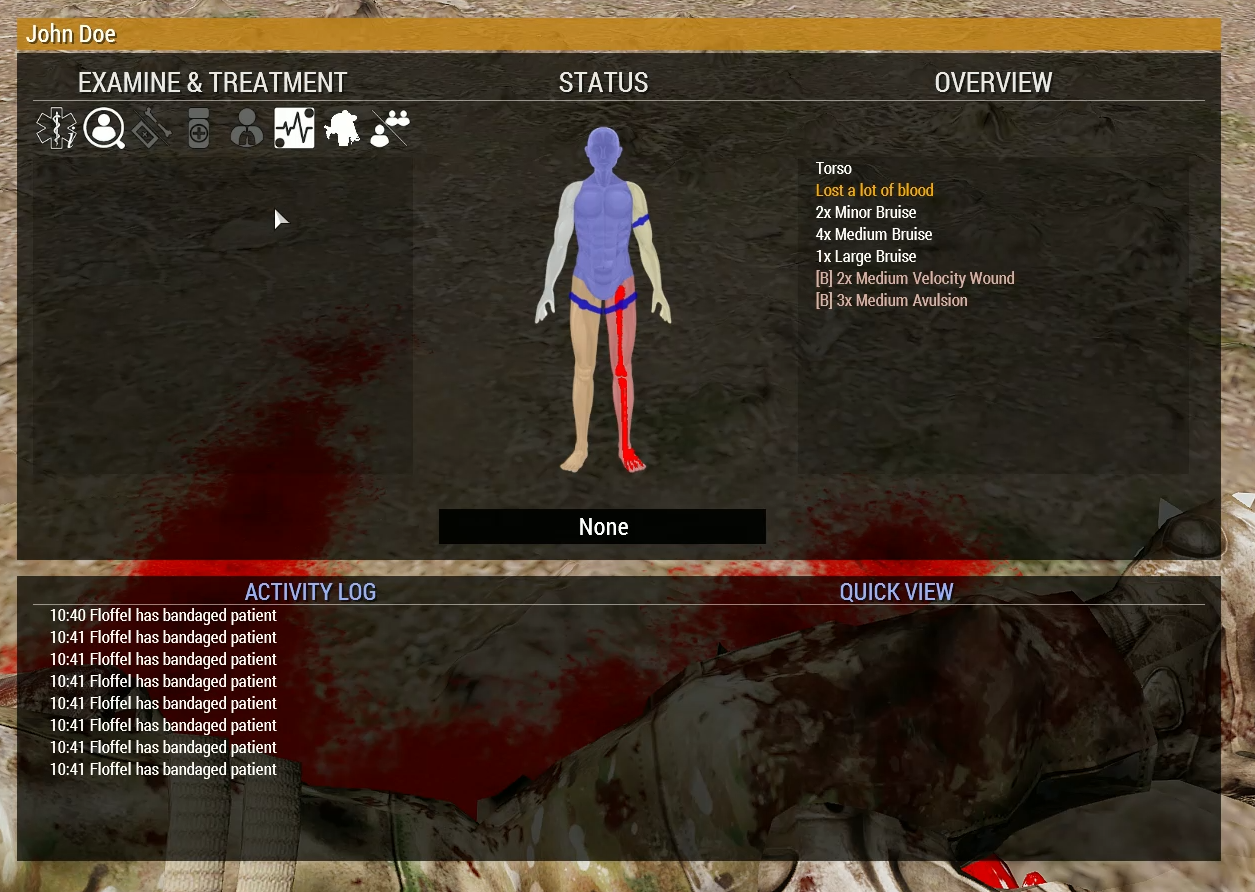 John Doe
EXAMINE & TREATMENT
STATUS
OVERVIEW
Torso
Lost a lot of blood
2x Minor Bruise
4x Medium Bruise
1x Large Bruise
[B] 2x Medium Velocity Wound
[B] 3x Medium Avulsion
None
ACTIVITY LOG
QUICK VIEW
10:40 Floffel has bandaged patient
10:41 Floffel has bandaged patient
10:41 Floffel has bandaged patient
10:41 Floffel has bandaged patient
10:41 Floffel has bandaged patient
10:41 Floffel has bandaged patient
10:41 Floffel has bandaged patient
10:41 Floffel has bandaged patient